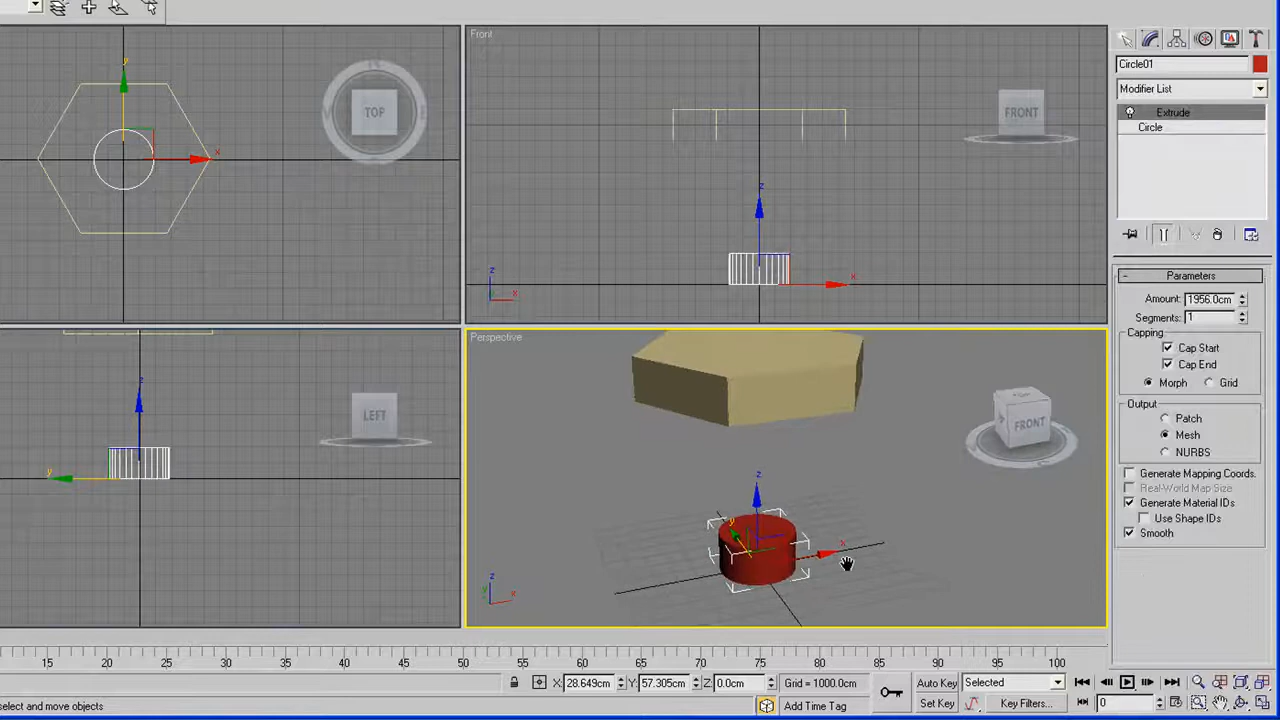 Front
TOP
FRONT
Circle01
Modifier List
Extrude
Circle
y
x
z
x
z
x
Parameters
Amount: 1956.0cm
Segments: 1
Capping
Cap Start
Cap End
Morph Grid
Output
Patch
Mesh
NURBS
Generate Mapping Coords.
Real-World Map Size
Generate Material IDs
Use Shape IDs
Smooth
LEFT
z
y
Perspective
FRONT
z
y
x
z
y
x
15 20 25 30 35 40 45 50 55 60 65 70 75 80 85 90 95 100
X: 28.649cm Y: 57.305cm Z: 0.0cm Grid = 1000.0cm
Auto Key Selected
select and move objects
Add Time Tag
Set Key Key Filters... 0